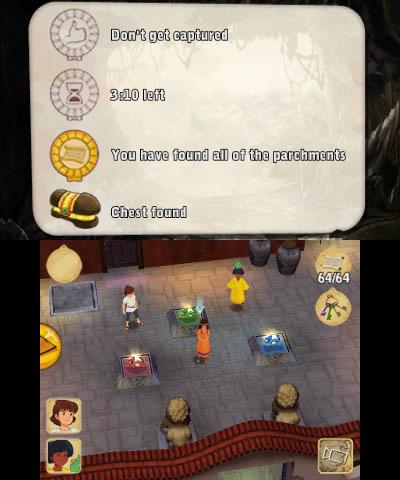 Don't get captured
3:10 left
You have found all of the parchments
Chest found
64/64